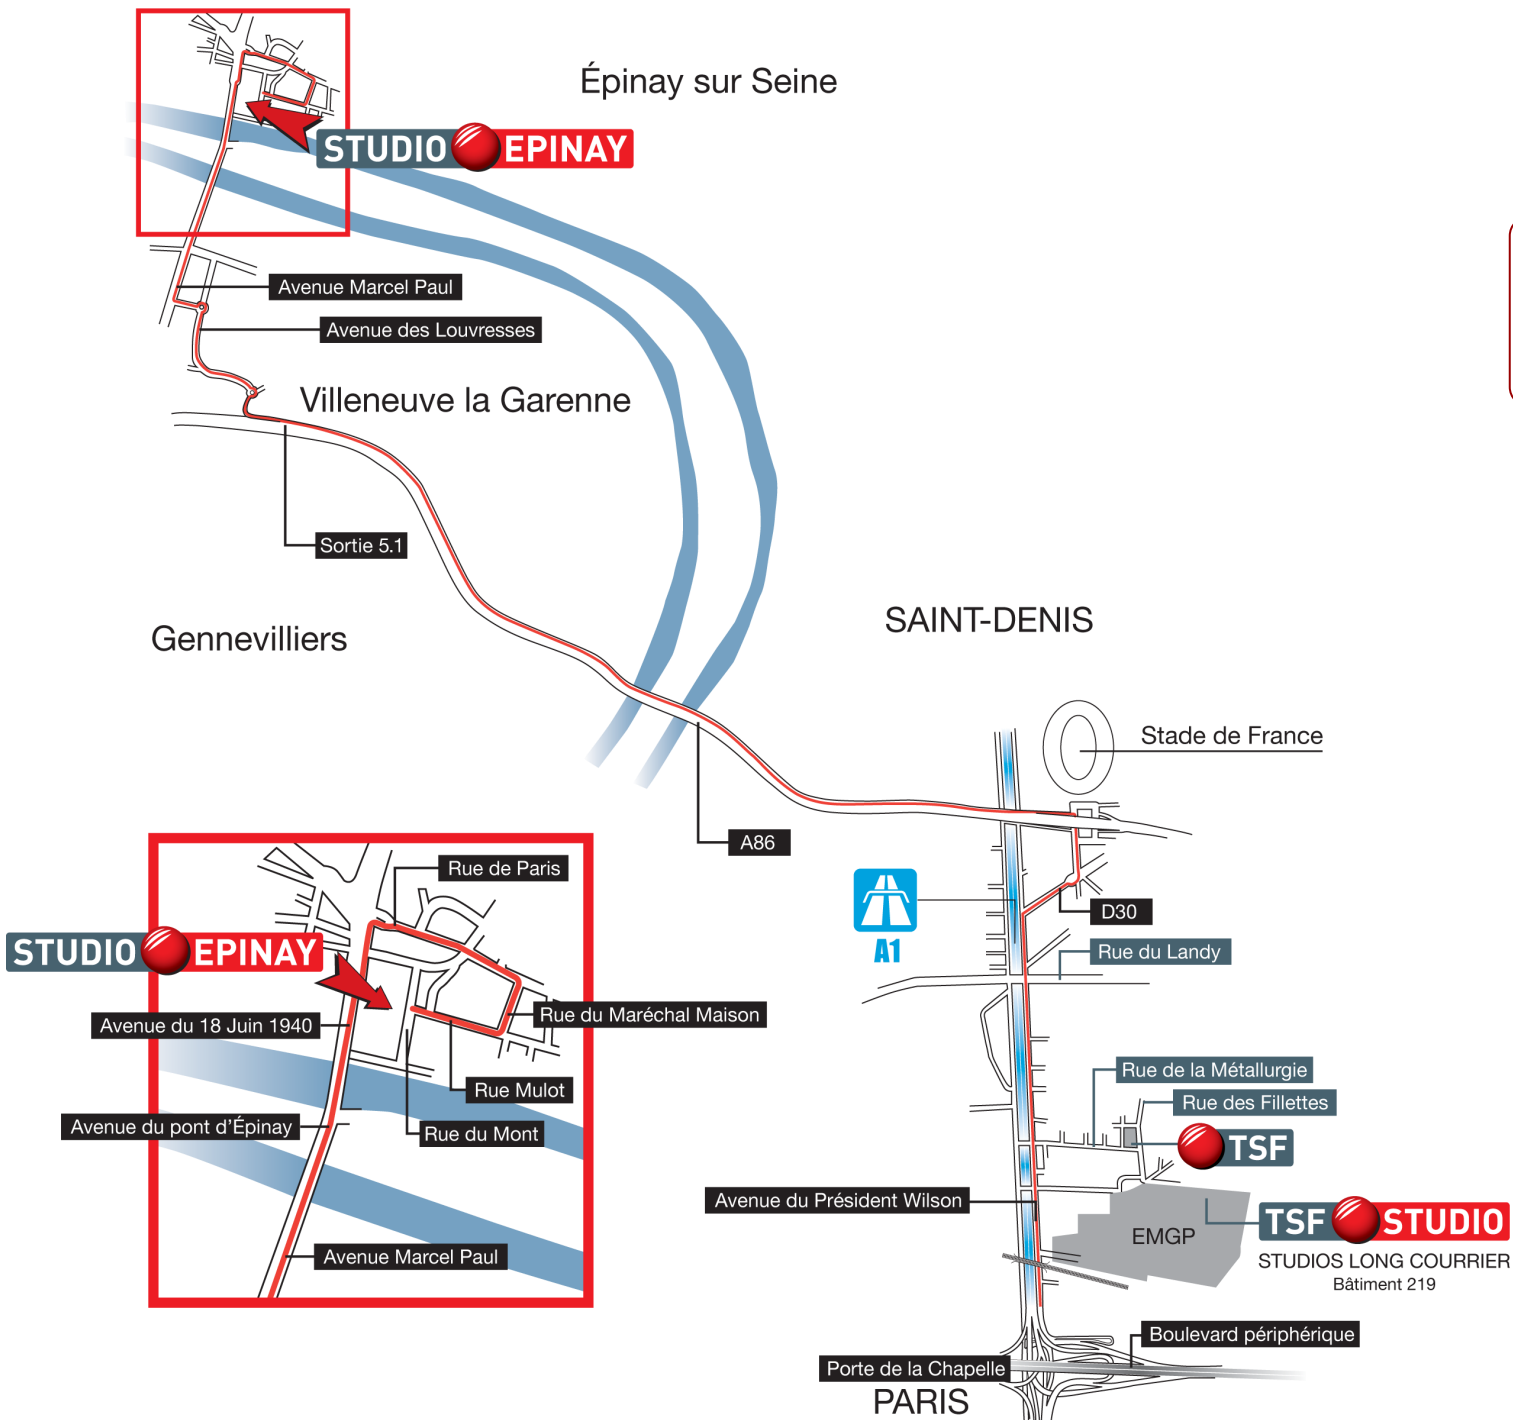 Épinay sur Seine
STUDIO EPINAY
Avenue Marcel Paul
Avenue des Louvresses
Villeneuve la Garenne
Sortie 5.1
Gennevilliers
SAINT-DENIS
Stade de France
A86
Rue de Paris
A1
D30
STUDIO EPINAY
Rue du Landy
Avenue du 18 Juin 1940
Rue du Maréchal Maison
Rue Mulot
Rue de la Métallurgie
Rue des Fillettes
Avenue du pont d'Épinay
Rue du Mont
TSF
Avenue du Président Wilson
EMGP
TSF STUDIO
STUDIOS LONG COURRIER
Bâtiment 219
Avenue Marcel Paul
Boulevard périphérique
Porte de la Chapelle
PARIS